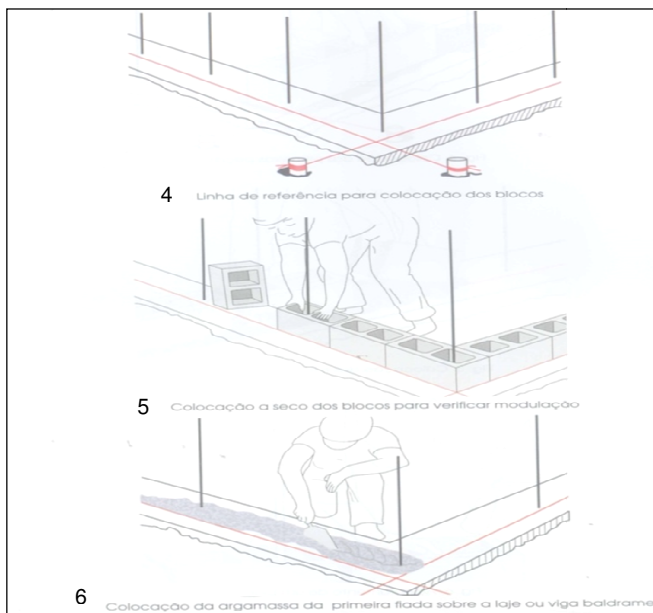 4 Linha de referência para colocação dos blocos
5 Colocação a seco dos blocos para verificar modulação
6 Colocação da argamassa da primeira fiada sobre a laje ou viga baldrame